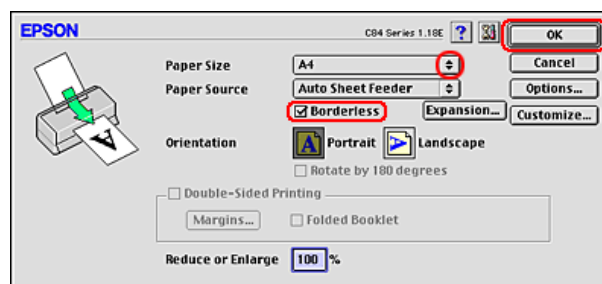 EPSON
C84 Series 1.18E ?
OK
Paper Size A4
Cancel
Paper Source Auto Sheet Feeder
Options...
Borderless Expansion...
Customize...
Orientation A Portrait A Landscape
Rotate by 180 degrees
Double-Sided Printing
Margins... Folded Booklet
Reduce or Enlarge 100 %
A